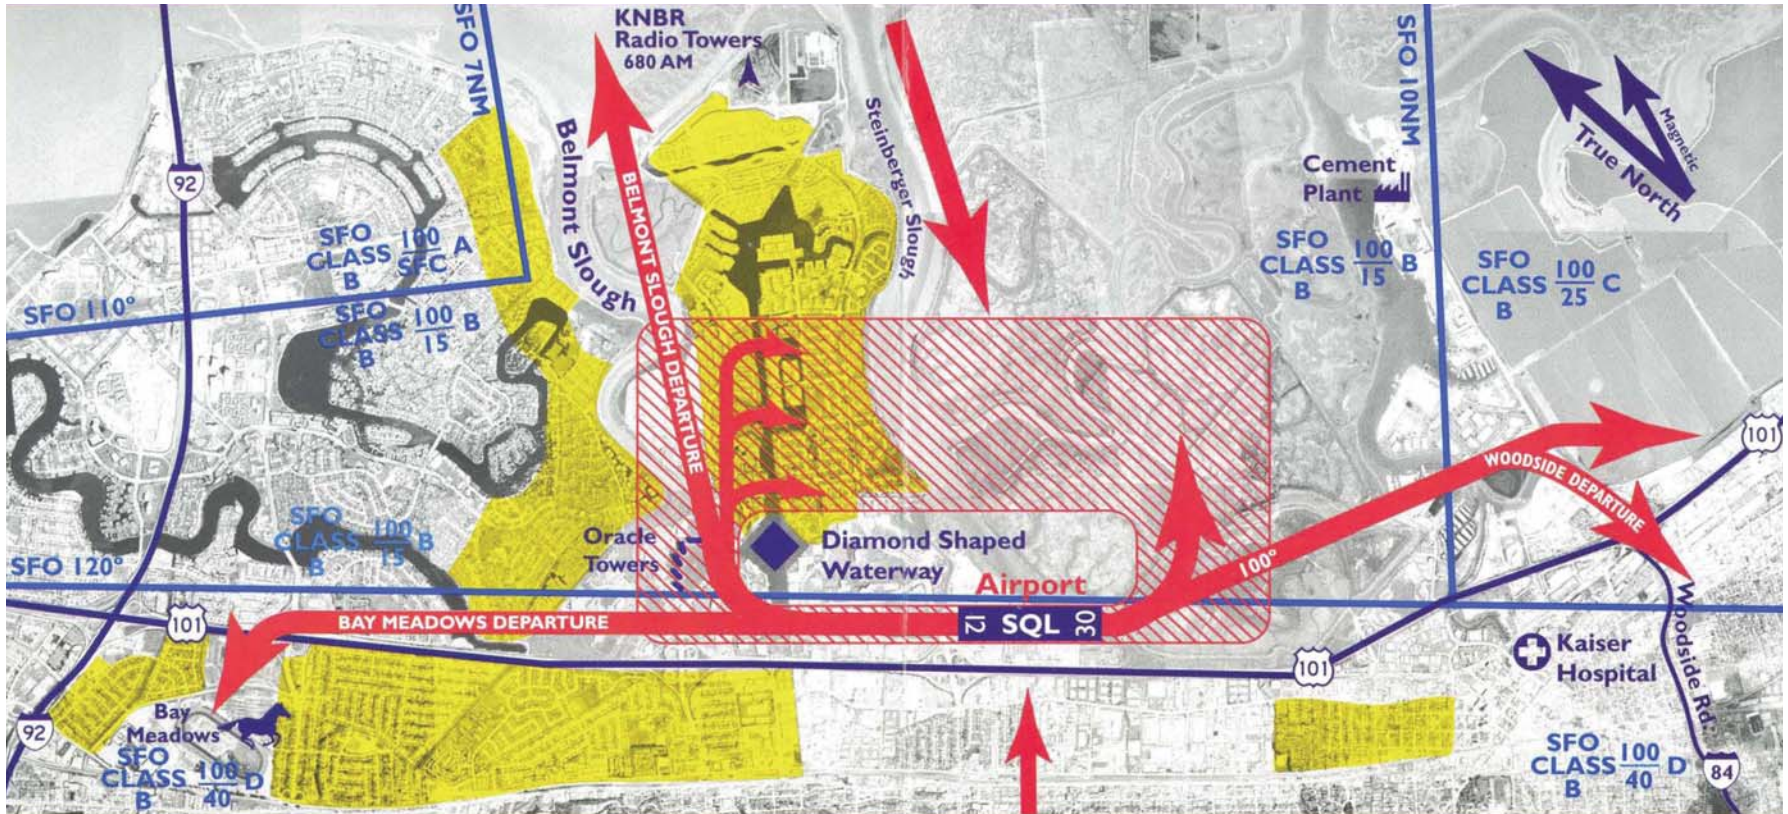 KNBR
Radio Towers
680 AM
SFO 7NM
SFO 10NM
Magnetic
True North
92
Belmont Slough
BELMONT SLOUGH DEPARTURE
Steinberger Slough
Cement
Plant
SFO
CLASS 100/SFC A
B
SFO
CLASS 100/15 B
B
SFO
CLASS 100/25 C
B
SFO 110°
SFO
CLASS 100/15 B
B
101
WOODSIDE DEPARTURE
SFO
CLASS 100/15 B
B
Oracle
Towers
Diamond Shaped
Waterway
SFO 120°
Airport
100°
101
BAY MEADOWS DEPARTURE
12 SQL 30
101
Kaiser
Hospital
Woodside Rd.
92
Bay
Meadows
SFO
CLASS 100/40 D
B
SFO
CLASS 100/40 D
B
84